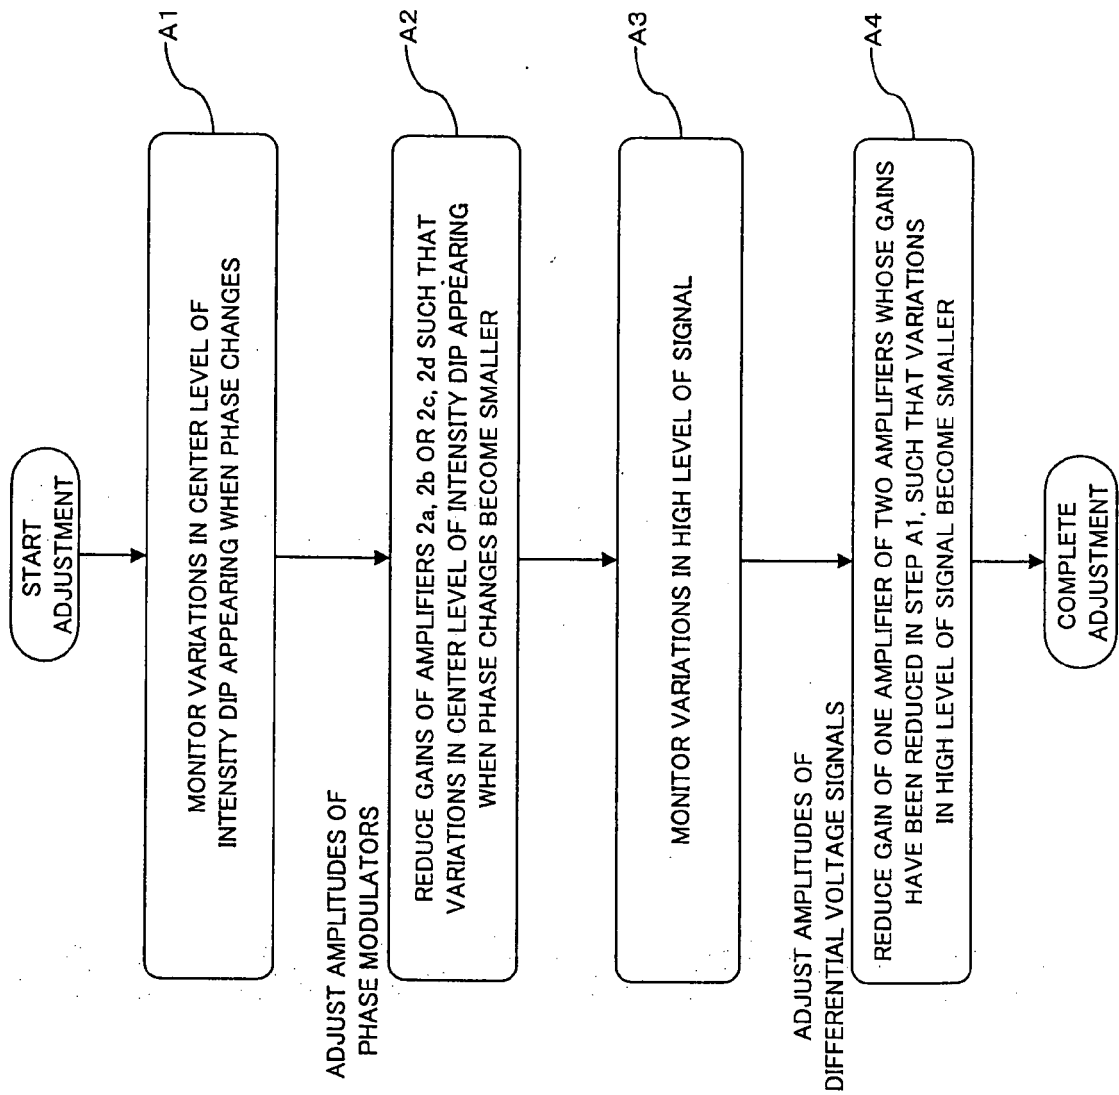 START
ADJUSTMENT
A1
MONITOR VARIATIONS IN CENTER LEVEL OF
INTENSITY DIP APPEARING WHEN PHASE CHANGES
ADJUST AMPLITUDES OF
PHASE MODULATORS
A2
REDUCE GAINS OF AMPLIFIERS 2a, 2b OR 2c, 2d SUCH THAT
VARIATIONS IN CENTER LEVEL OF INTENSITY DIP APPEARING
WHEN PHASE CHANGES BECOME SMALLER
A3
MONITOR VARIATIONS IN HIGH LEVEL OF SIGNAL
ADJUST AMPLITUDES OF
DIFFERENTIAL VOLTAGE SIGNALS
A4
REDUCE GAIN OF ONE AMPLIFIER OF TWO AMPLIFIERS WHOSE GAINS
HAVE BEEN REDUCED IN STEP A1, SUCH THAT VARIATIONS
IN HIGH LEVEL OF SIGNAL BECOME SMALLER
COMPLETE
ADJUSTMENT